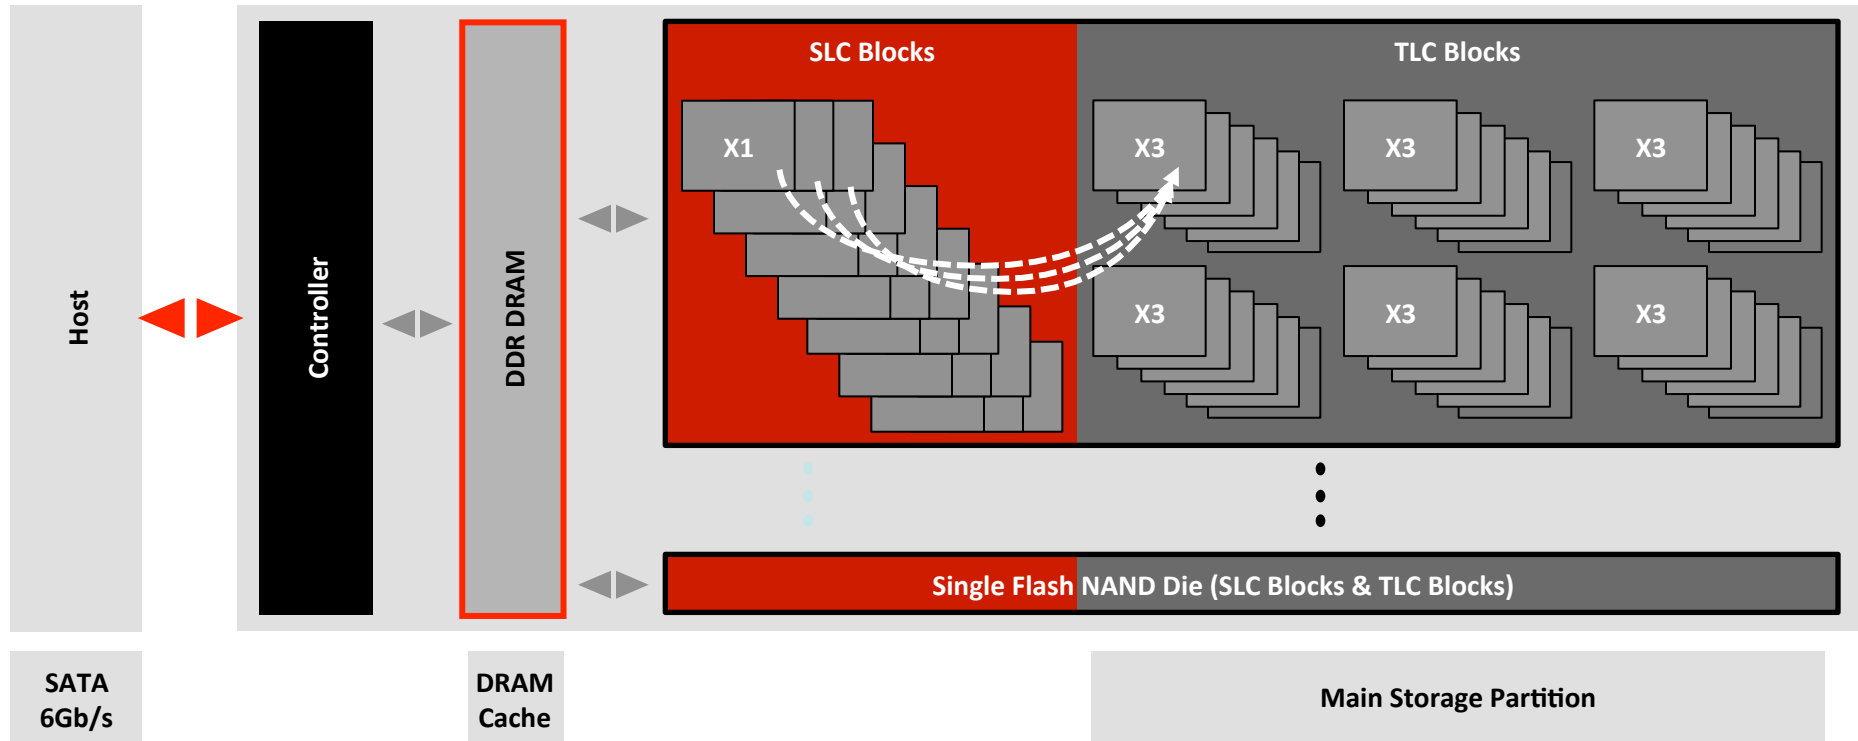 Host
Controller
DDR DRAM
SLC Blocks
TLC Blocks
X1
X3
X3
X3
X3
X3
X3
Single Flash NAND Die (SLC Blocks & TLC Blocks)
SATA
6Gb/s
DRAM
Cache
Main Storage Partition